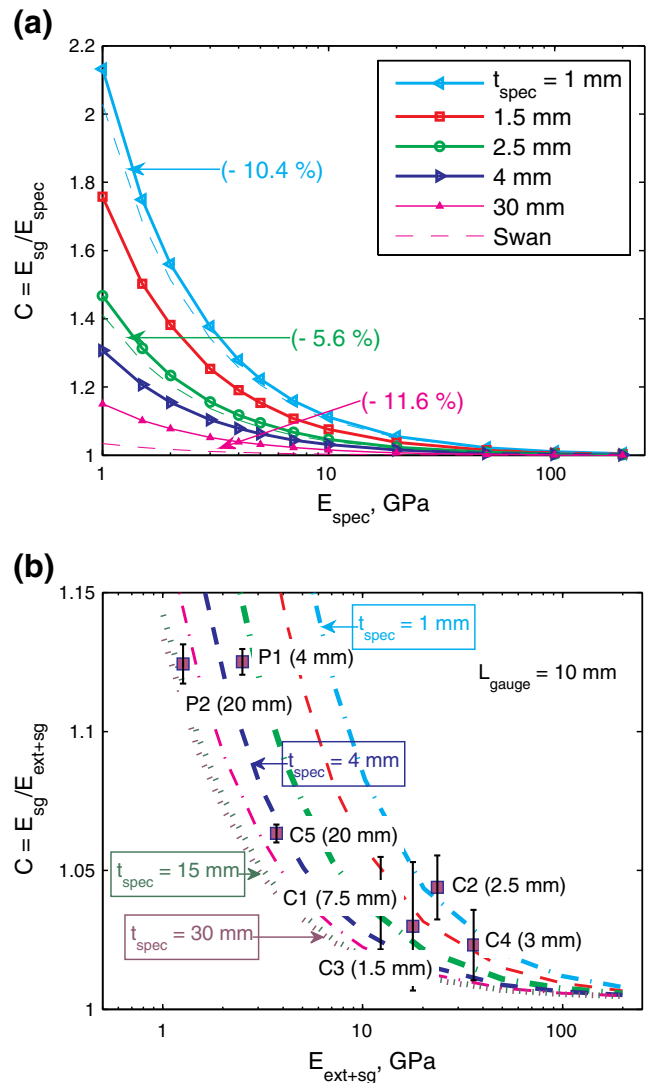 (a)
2.2
2
1.8
1.6
1.4
1.2
1
1
10
100
C = E_sg/E_spec
E_spec, GPa
t_spec = 1 mm
1.5 mm
2.5 mm
4 mm
30 mm
Swan
(- 10.4 %)
(- 5.6 %)
(- 11.6 %)
(b)
1.15
1.1
1.05
1
1
10
100
C = E_sg/E_ext+sg
E_ext+sg, GPa
t_spec = 1 mm
L_gauge = 10 mm
P1 (4 mm)
P2 (20 mm)
t_spec = 4 mm
C5 (20 mm)
t_spec = 15 mm
C1 (7.5 mm)
C2 (2.5 mm)
t_spec = 30 mm
C4 (3 mm)
C3 (1.5 mm)